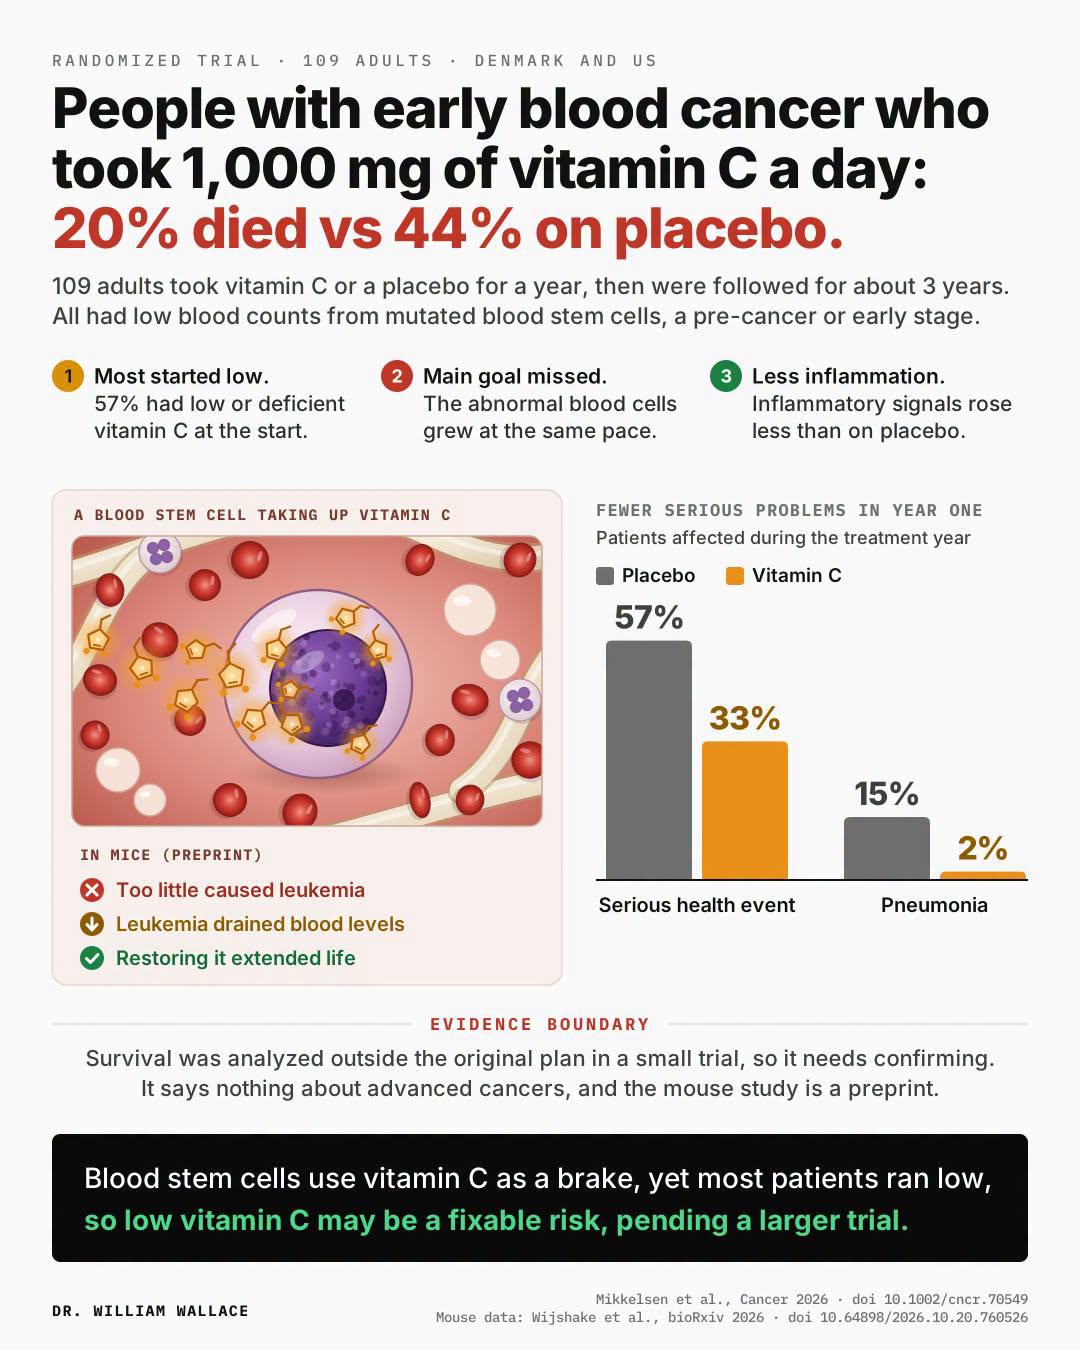 RANDOMIZED TRIAL · 109 ADULTS · DENMARK AND US
People with early blood cancer who
took 1,000 mg of vitamin C a day:
20% died vs 44% on placebo.
109 adults took vitamin C or a placebo for a year, then were followed for about 3 years.
All had low blood counts from mutated blood stem cells, a pre-cancer or early stage.
1 Most started low.
57% had low or deficient
vitamin C at the start.
2 Main goal missed.
The abnormal blood cells
grew at the same pace.
3 Less inflammation.
Inflammatory signals rose
less than on placebo.
A BLOOD STEM CELL TAKING UP VITAMIN C
IN MICE (PREPRINT)
Too little caused leukemia
Leukemia drained blood levels
Restoring it extended life
FEWER SERIOUS PROBLEMS IN YEAR ONE
Patients affected during the treatment year
Placebo Vitamin C
57%
33%
15%
2%
Serious health event Pneumonia
EVIDENCE BOUNDARY
Survival was analyzed outside the original plan in a small trial, so it needs confirming.
It says nothing about advanced cancers, and the mouse study is a preprint.
Blood stem cells use vitamin C as a brake, yet most patients ran low,
so low vitamin C may be a fixable risk, pending a larger trial.
DR. WILLIAM WALLACE
Mikkelsen et al., Cancer 2026 · doi 10.1002/cncr.70549
Mouse data: Wijshake et al., bioRxiv 2026 · doi 10.64898/2026.10.20.760526